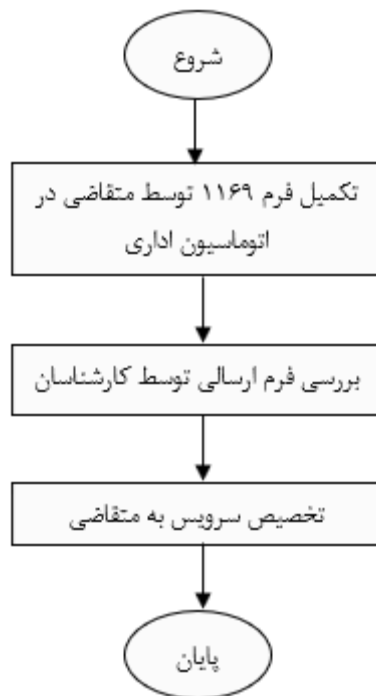 شروع
تکمیل فرم ۱۱۶۹ توسط متقاضی در
اتوماسیون اداری
بررسی فرم ارسالی توسط کارشناسان
تخصیص سرویس به متقاضی
پایان